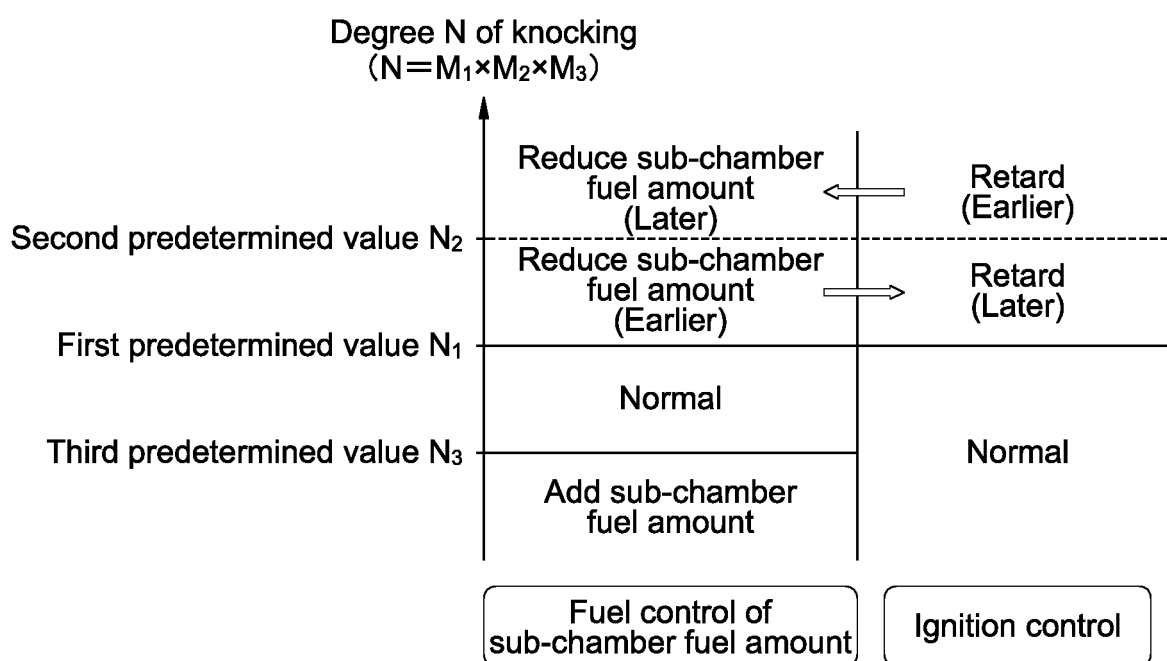 Degree N of knocking
(N＝M₁×M₂×M₃)
Reduce sub-chamber
fuel amount
(Later)
Retard
(Earlier)
Second predetermined value N₂
Reduce sub-chamber
fuel amount
(Earlier)
Retard
(Later)
First predetermined value N₁
Normal
Third predetermined value N₃
Normal
Add sub-chamber
fuel amount
Fuel control of
sub-chamber fuel amount
Ignition control